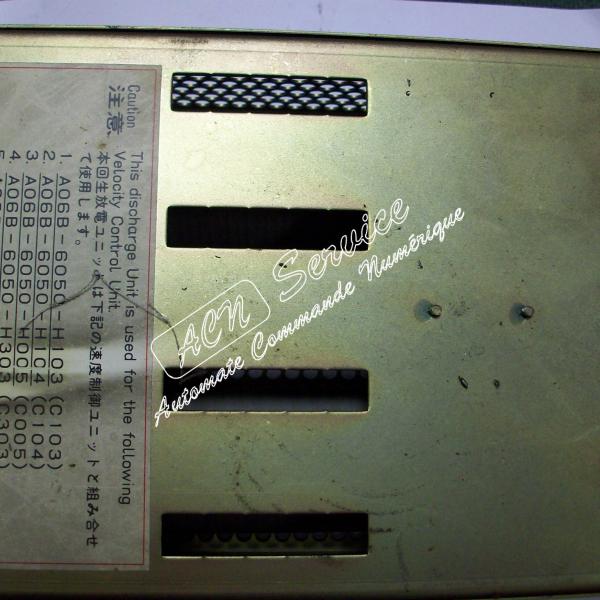 Caution This discharge Unit is used for the following
Velocity Control Unit.
注意 本回生放電ユニットは下記の速度制御ユニットと組み合せ
て使用します。
1. A06B-6050-H103 (C103)
2. A06B-6050-H104 (C104)
3. A06B-6050-H005 (C005)
4. A06B-6050-H303 (C303)
ACN Service
Automate Commande Numérique